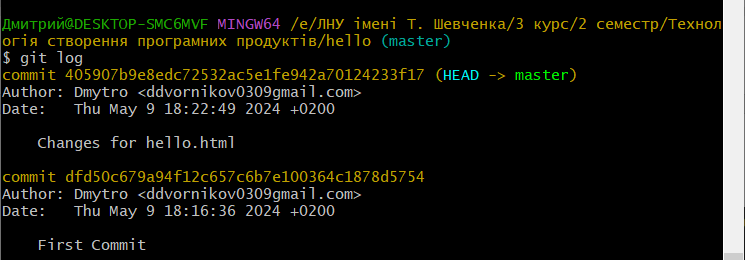 Дмитрий@DESKTOP-SMC6MVF MINGW64 /e/ЛНУ імені Т. Шевченка/3 курс/2 семестр/Технол
огія створення програмних продуктів/hello (master)
$ git log
commit 405907b9e8edc72532ac5e1fe942a70124233f17 (HEAD -> master)
Author: Dmytro <ddvornikov0309gmail.com>
Date:   Thu May 9 18:22:49 2024 +0200
    Changes for hello.html
commit dfd50c679a94f12c657c6b7e100364c1878d5754
Author: Dmytro <ddvornikov0309gmail.com>
Date:   Thu May 9 18:16:36 2024 +0200
    First Commit